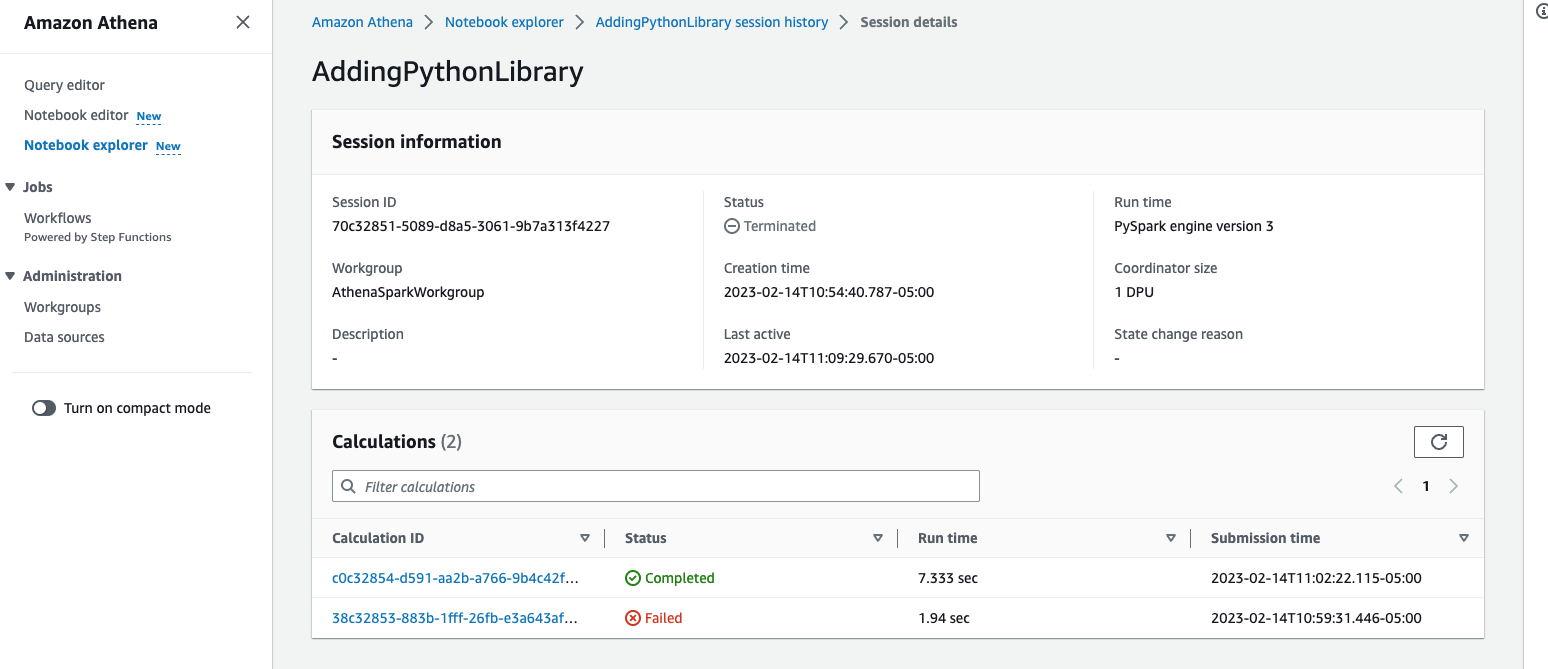 Amazon Athena
Query editor
Notebook editor New
Notebook explorer New
Jobs
Workflows
Powered by Step Functions
Administration
Workgroups
Data sources
Turn on compact mode
Amazon Athena Notebook explorer AddingPythonLibrary session history Session details
AddingPythonLibrary
Session information
Session ID
70c32851-5089-d8a5-3061-9b7a313f4227
Workgroup
AthenaSparkWorkgroup
Description
-
Status
Terminated
Creation time
2023-02-14T10:54:40.787-05:00
Last active
2023-02-14T11:09:29.670-05:00
Run time
PySpark engine version 3
Coordinator size
1 DPU
State change reason
-
Calculations (2)
Filter calculations
1
Calculation ID Status Run time Submission time
c0c32854-d591-aa2b-a766-9b4c42f... Completed 7.333 sec 2023-02-14T11:02:22.115-05:00
38c32853-883b-1fff-26fb-e3a643af... Failed 1.94 sec 2023-02-14T10:59:31.446-05:00